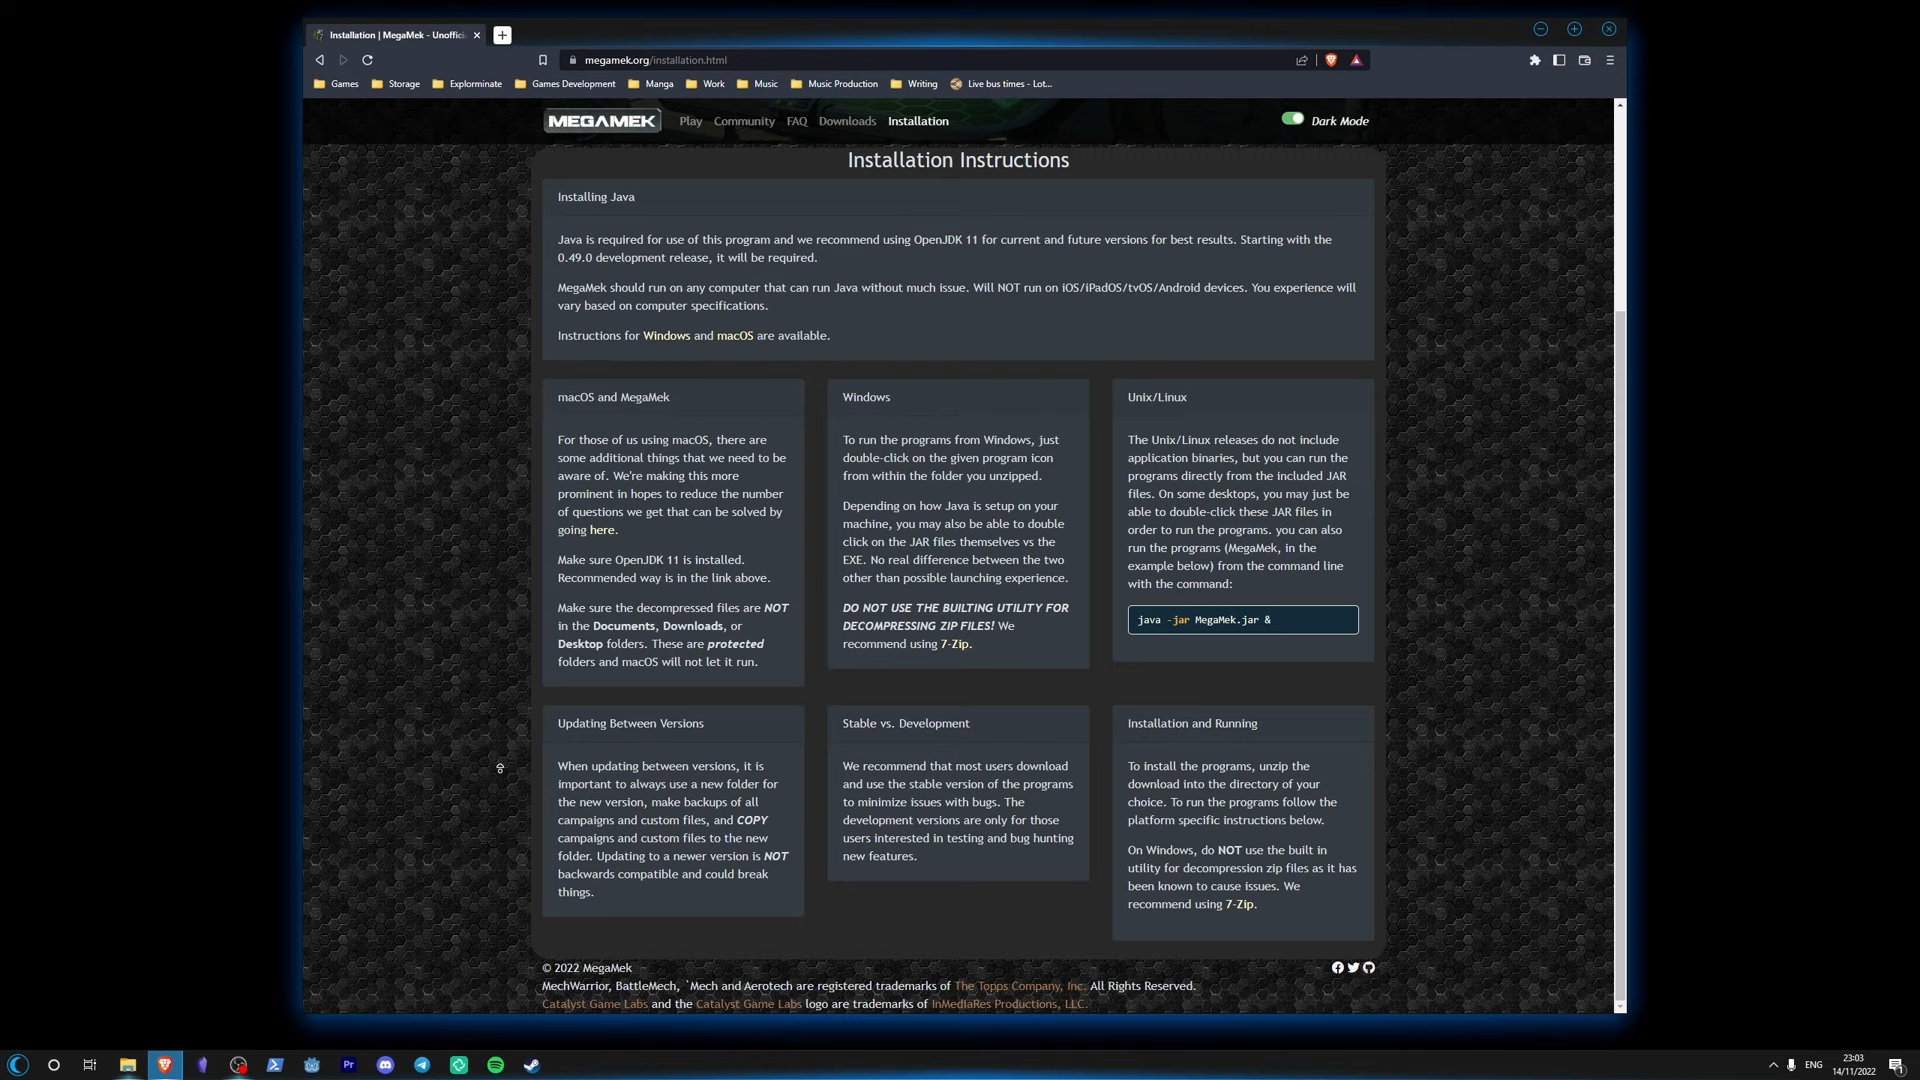 Installation | MegaMek - Unoffici
megamek.org/installation.html
Games Storage Explorminate Games Development Manga Work Music Music Production Writing Live bus times - Lot...
MEGAMEK Play Community FAQ Downloads Installation Dark Mode
Installation Instructions
Installing Java
Java is required for use of this program and we recommend using OpenJDK 11 for current and future versions for best results. Starting with the
0.49.0 development release, it will be required.
MegaMek should run on any computer that can run Java without much issue. Will NOT run on iOS/iPadOS/tvOS/Android devices. You experience will
vary based on computer specifications.
Instructions for Windows and macOS are available.
macOS and MegaMek
For those of us using macOS, there are
some additional things that we need to be
aware of. We're making this more
prominent in hopes to reduce the number
of questions we get that can be solved by
going here.
Make sure OpenJDK 11 is installed.
Recommended way is in the link above.
Make sure the decompressed files are NOT
in the Documents, Downloads, or
Desktop folders. These are protected
folders and macOS will not let it run.
Windows
To run the programs from Windows, just
double-click on the given program icon
from within the folder you unzipped.
Depending on how Java is setup on your
machine, you may also be able to double
click on the JAR files themselves vs the
EXE. No real difference between the two
other than possible launching experience.
DO NOT USE THE BUILTING UTILITY FOR
DECOMPRESSING ZIP FILES! We
recommend using 7-Zip.
Unix/Linux
The Unix/Linux releases do not include
application binaries, but you can run the
programs directly from the included JAR
files. On some desktops, you may just be
able to double-click these JAR files in
order to run the programs. you can also
run the programs (MegaMek, in the
example below) from the command line
with the command:
java -jar MegaMek.jar &
Updating Between Versions
When updating between versions, it is
important to always use a new folder for
the new version, make backups of all
campaigns and custom files, and COPY
campaigns and custom files to the new
folder. Updating to a newer version is NOT
backwards compatible and could break
things.
Stable vs. Development
We recommend that most users download
and use the stable version of the programs
to minimize issues with bugs. The
development versions are only for those
users interested in testing and bug hunting
new features.
Installation and Running
To install the programs, unzip the
download into the directory of your
choice. To run the programs follow the
platform specific instructions below.
On Windows, do NOT use the built in
utility for decompression zip files as it has
been known to cause issues. We
recommend using 7-Zip.
© 2022 MegaMek
MechWarrior, BattleMech, `Mech and Aerotech are registered trademarks of The Topps Company, Inc. All Rights Reserved.
Catalyst Game Labs and the Catalyst Game Labs logo are trademarks of InMediaRes Productions, LLC.
Pr
ENG
23:03
14/11/2022